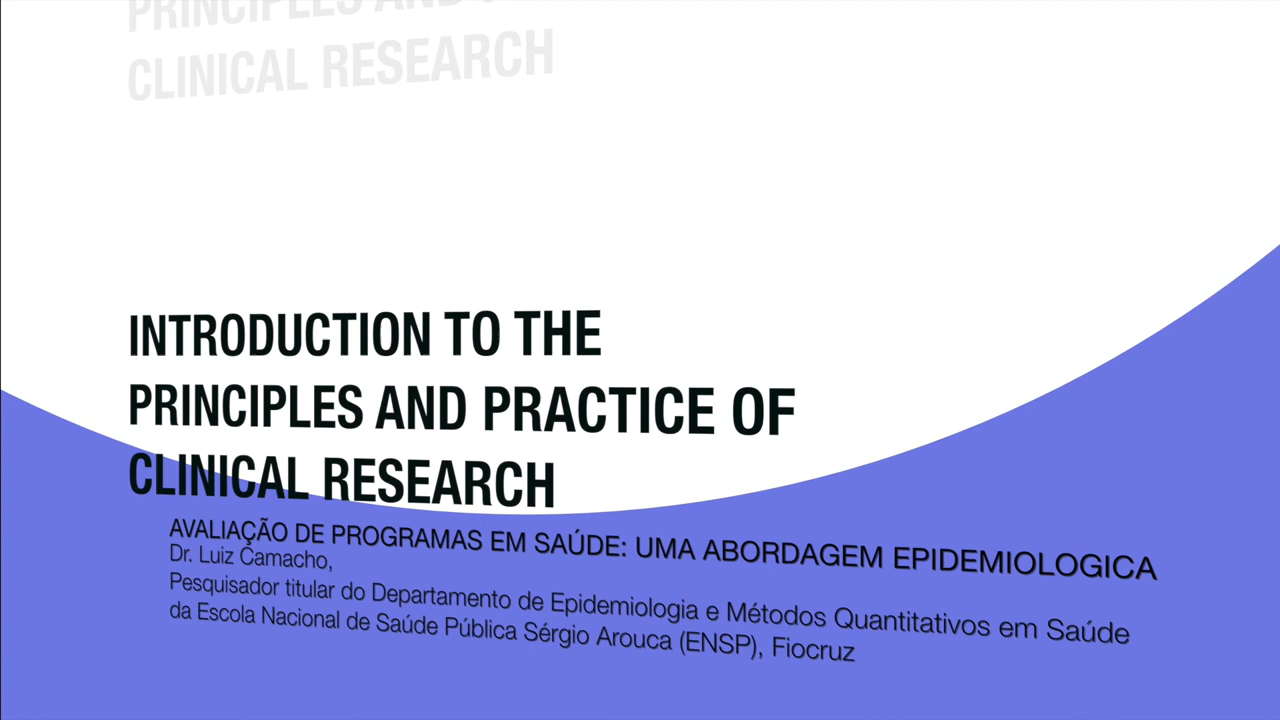 PRINCIPLES AND
CLINICAL RESEARCH
INTRODUCTION TO THE
PRINCIPLES AND PRACTICE OF
CLINICAL RESEARCH
AVALIAÇÃO DE PROGRAMAS EM SAÚDE: UMA ABORDAGEM EPIDEMIOLOGICA
Dr. Luiz Camacho,
Pesquisador titular do Departamento de Epidemiologia e Métodos Quantitativos em Saúde
da Escola Nacional de Saúde Pública Sérgio Arouca (ENSP), Fiocruz